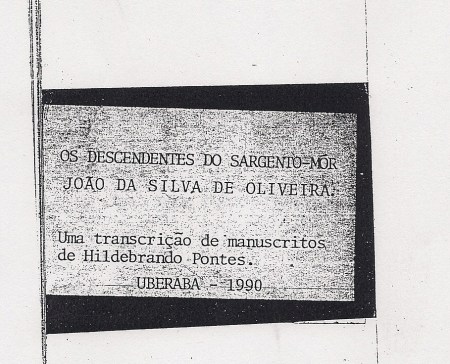 OS DESCENDENTES DO SARGENTO-MOR
JOÃO DA SILVA DE OLIVEIRA.
Uma transcrição de manuscritos
de Hildebrando Pontes.
UBERABA - 1990